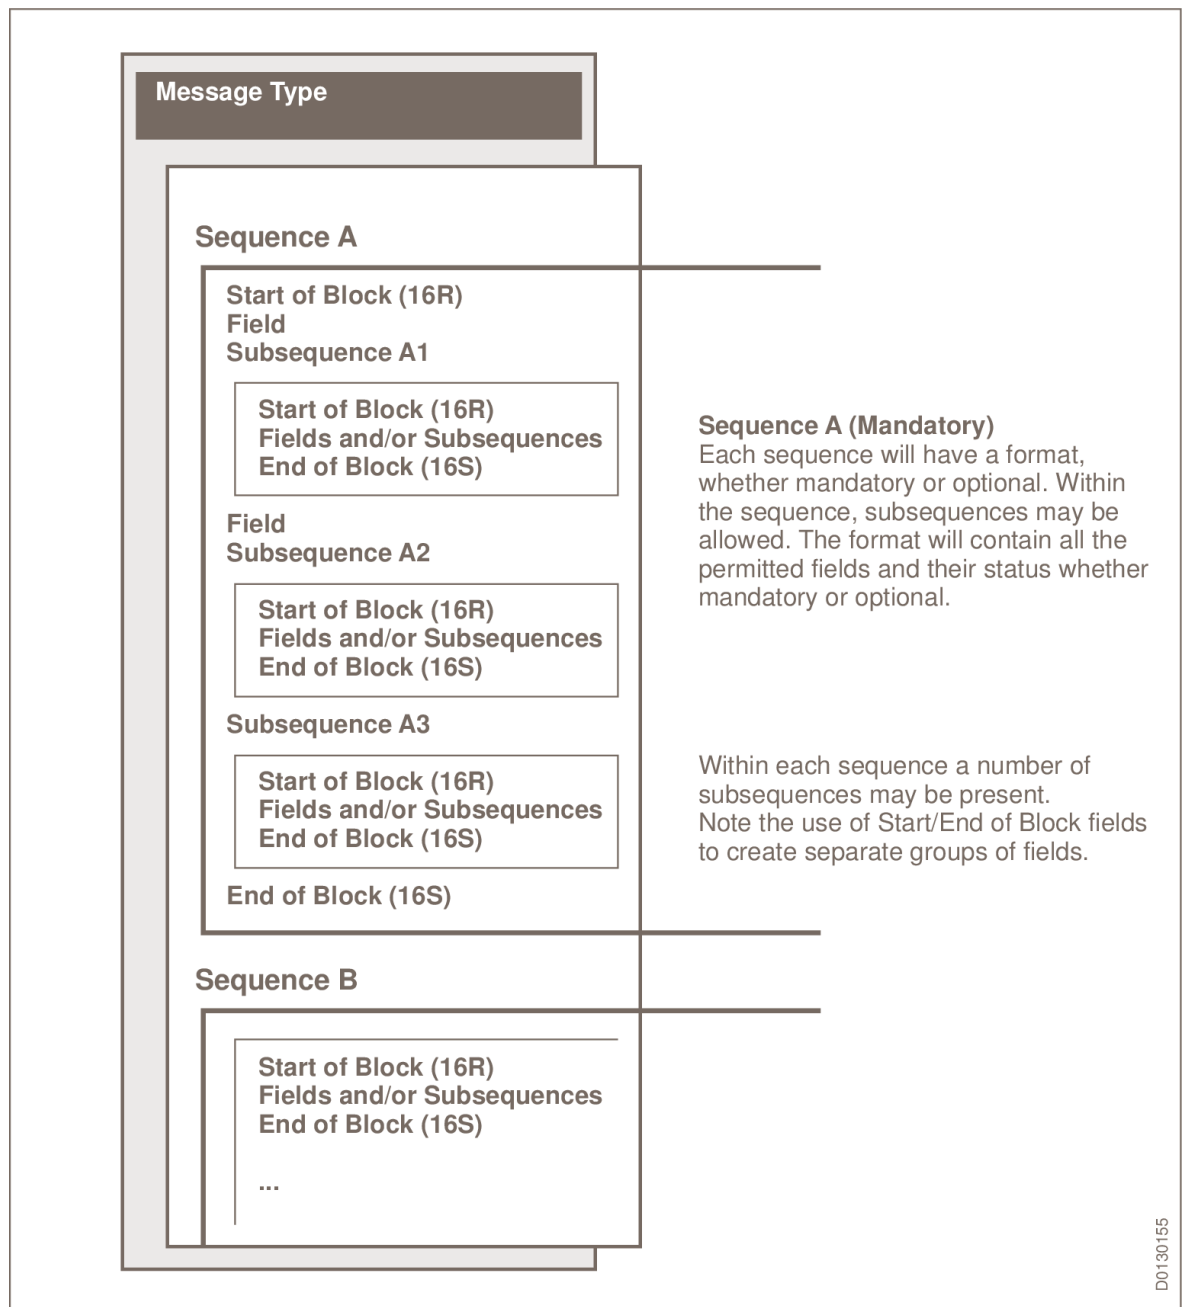 Message Type
Sequence A
Start of Block (16R)
Field
Subsequence A1
Start of Block (16R)
Fields and/or Subsequences
End of Block (16S)
Field
Subsequence A2
Start of Block (16R)
Fields and/or Subsequences
End of Block (16S)
Subsequence A3
Start of Block (16R)
Fields and/or Subsequences
End of Block (16S)
End of Block (16S)
Sequence A (Mandatory)
Each sequence will have a format,
whether mandatory or optional. Within
the sequence, subsequences may be
allowed. The format will contain all the
permitted fields and their status whether
mandatory or optional.
Within each sequence a number of
subsequences may be present.
Note the use of Start/End of Block fields
to create separate groups of fields.
Sequence B
Start of Block (16R)
Fields and/or Subsequences
End of Block (16S)
...
D0130155